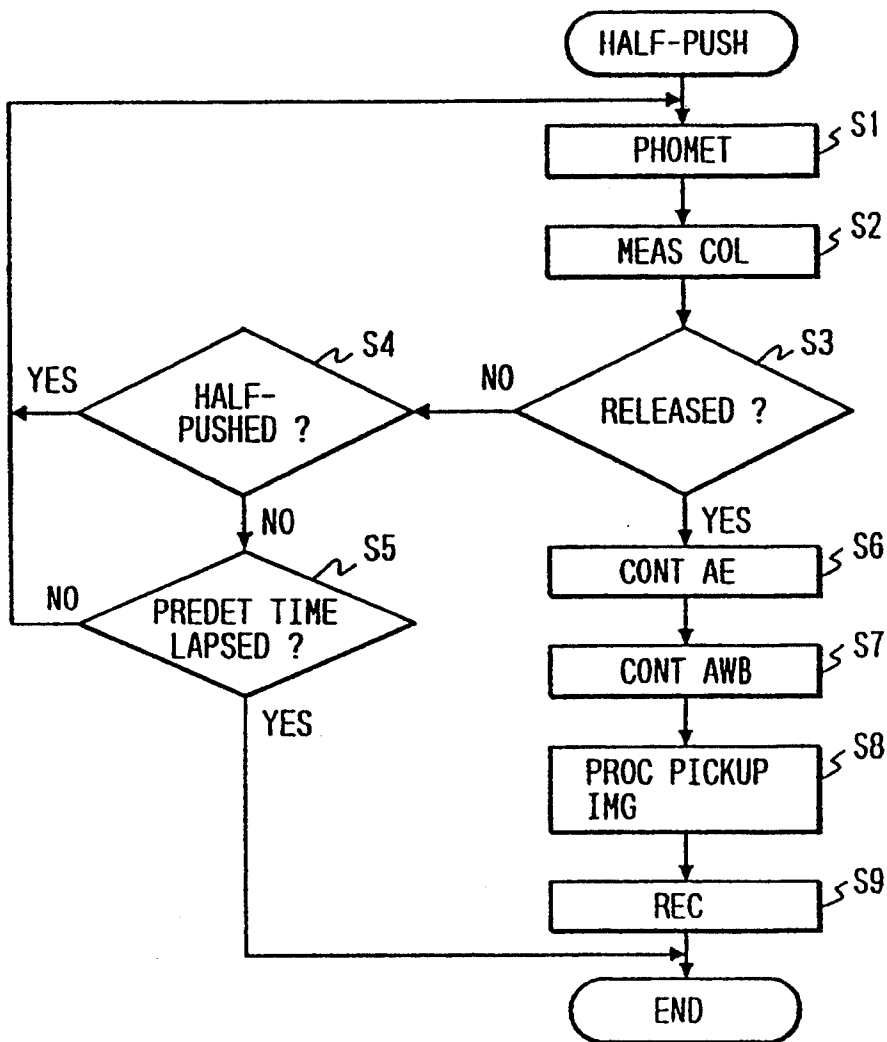 HALF-PUSH
S1
PHOMET
S2
MEAS COL
S3
RELEASED ?
NO
YES
S4
HALF-
PUSHED ?
YES
NO
S5
PREDET TIME
LAPSED ?
NO
YES
S6
CONT AE
S7
CONT AWB
S8
PROC PICKUP
IMG
S9
REC
END